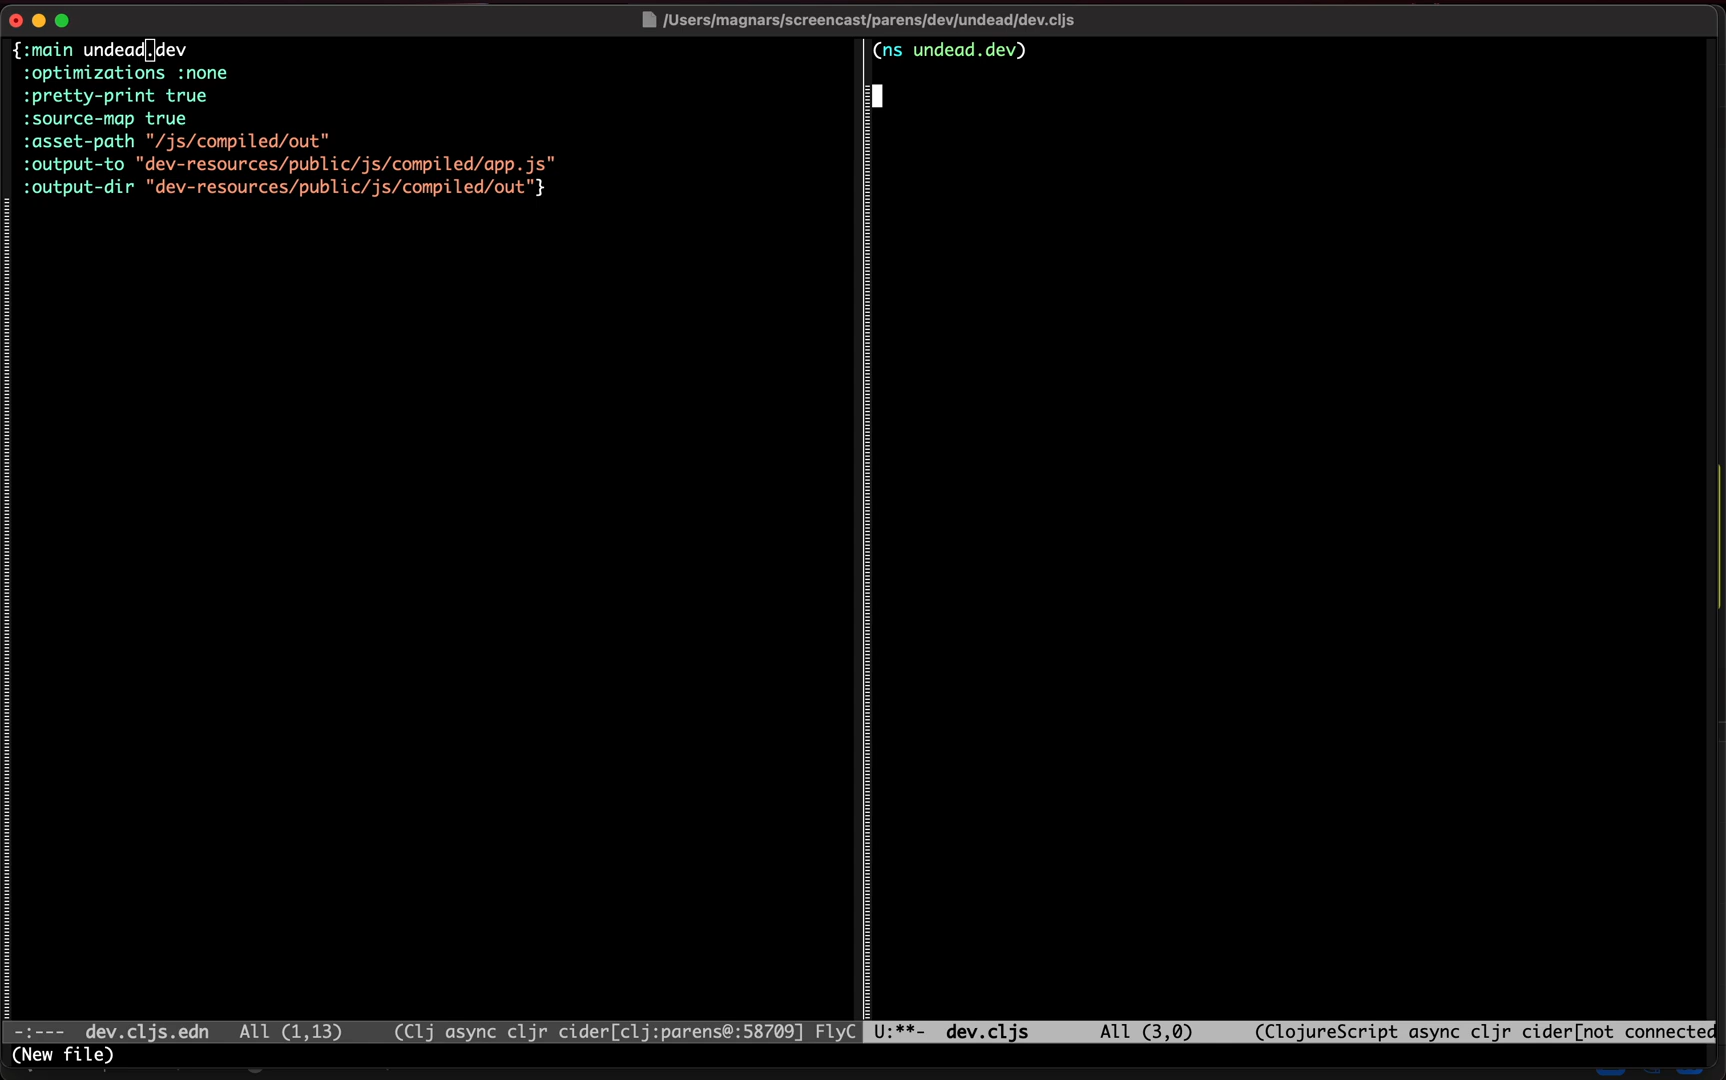 /Users/magnars/screencast/parens/dev/undead/dev.cljs
{:main undead.dev
 :optimizations :none
 :pretty-print true
 :source-map true
 :asset-path "/js/compiled/out"
 :output-to "dev-resources/public/js/compiled/app.js"
 :output-dir "dev-resources/public/js/compiled/out"}
(ns undead.dev)
-:---  dev.cljs.edn   All (1,13)     (Clj async cljr cider[clj:parens@:58709] FlyC
U:**-  dev.cljs       All (3,0)      (ClojureScript async cljr cider[not connected
(New file)